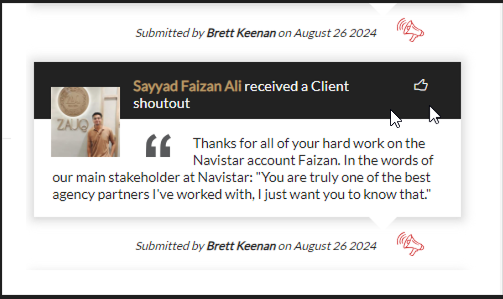 Submitted by Brett Keenan on August 26 2024
Sayyad Faizan Ali received a Client
shoutout
ZAJQ
“ Thanks for all of your hard work on the
Navistar account Faizan. In the words of
our main stakeholder at Navistar: "You are truly one of the best
agency partners I've worked with, I just want you to know that."
Submitted by Brett Keenan on August 26 2024